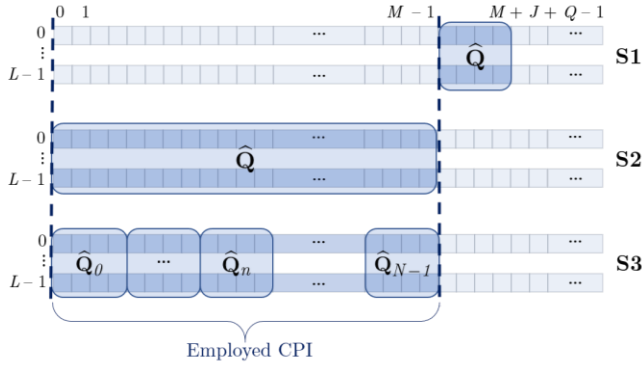 0 1 M − 1 M + J + Q − 1
0 ... ...
⋮ Q̂ S1
L−1 ... ...
0 ... ...
⋮ Q̂ S2
L−1 ... ...
0 ... ...
⋮ Q̂0 ... Q̂n Q̂N−1 S3
L−1 ... ...
Employed CPI